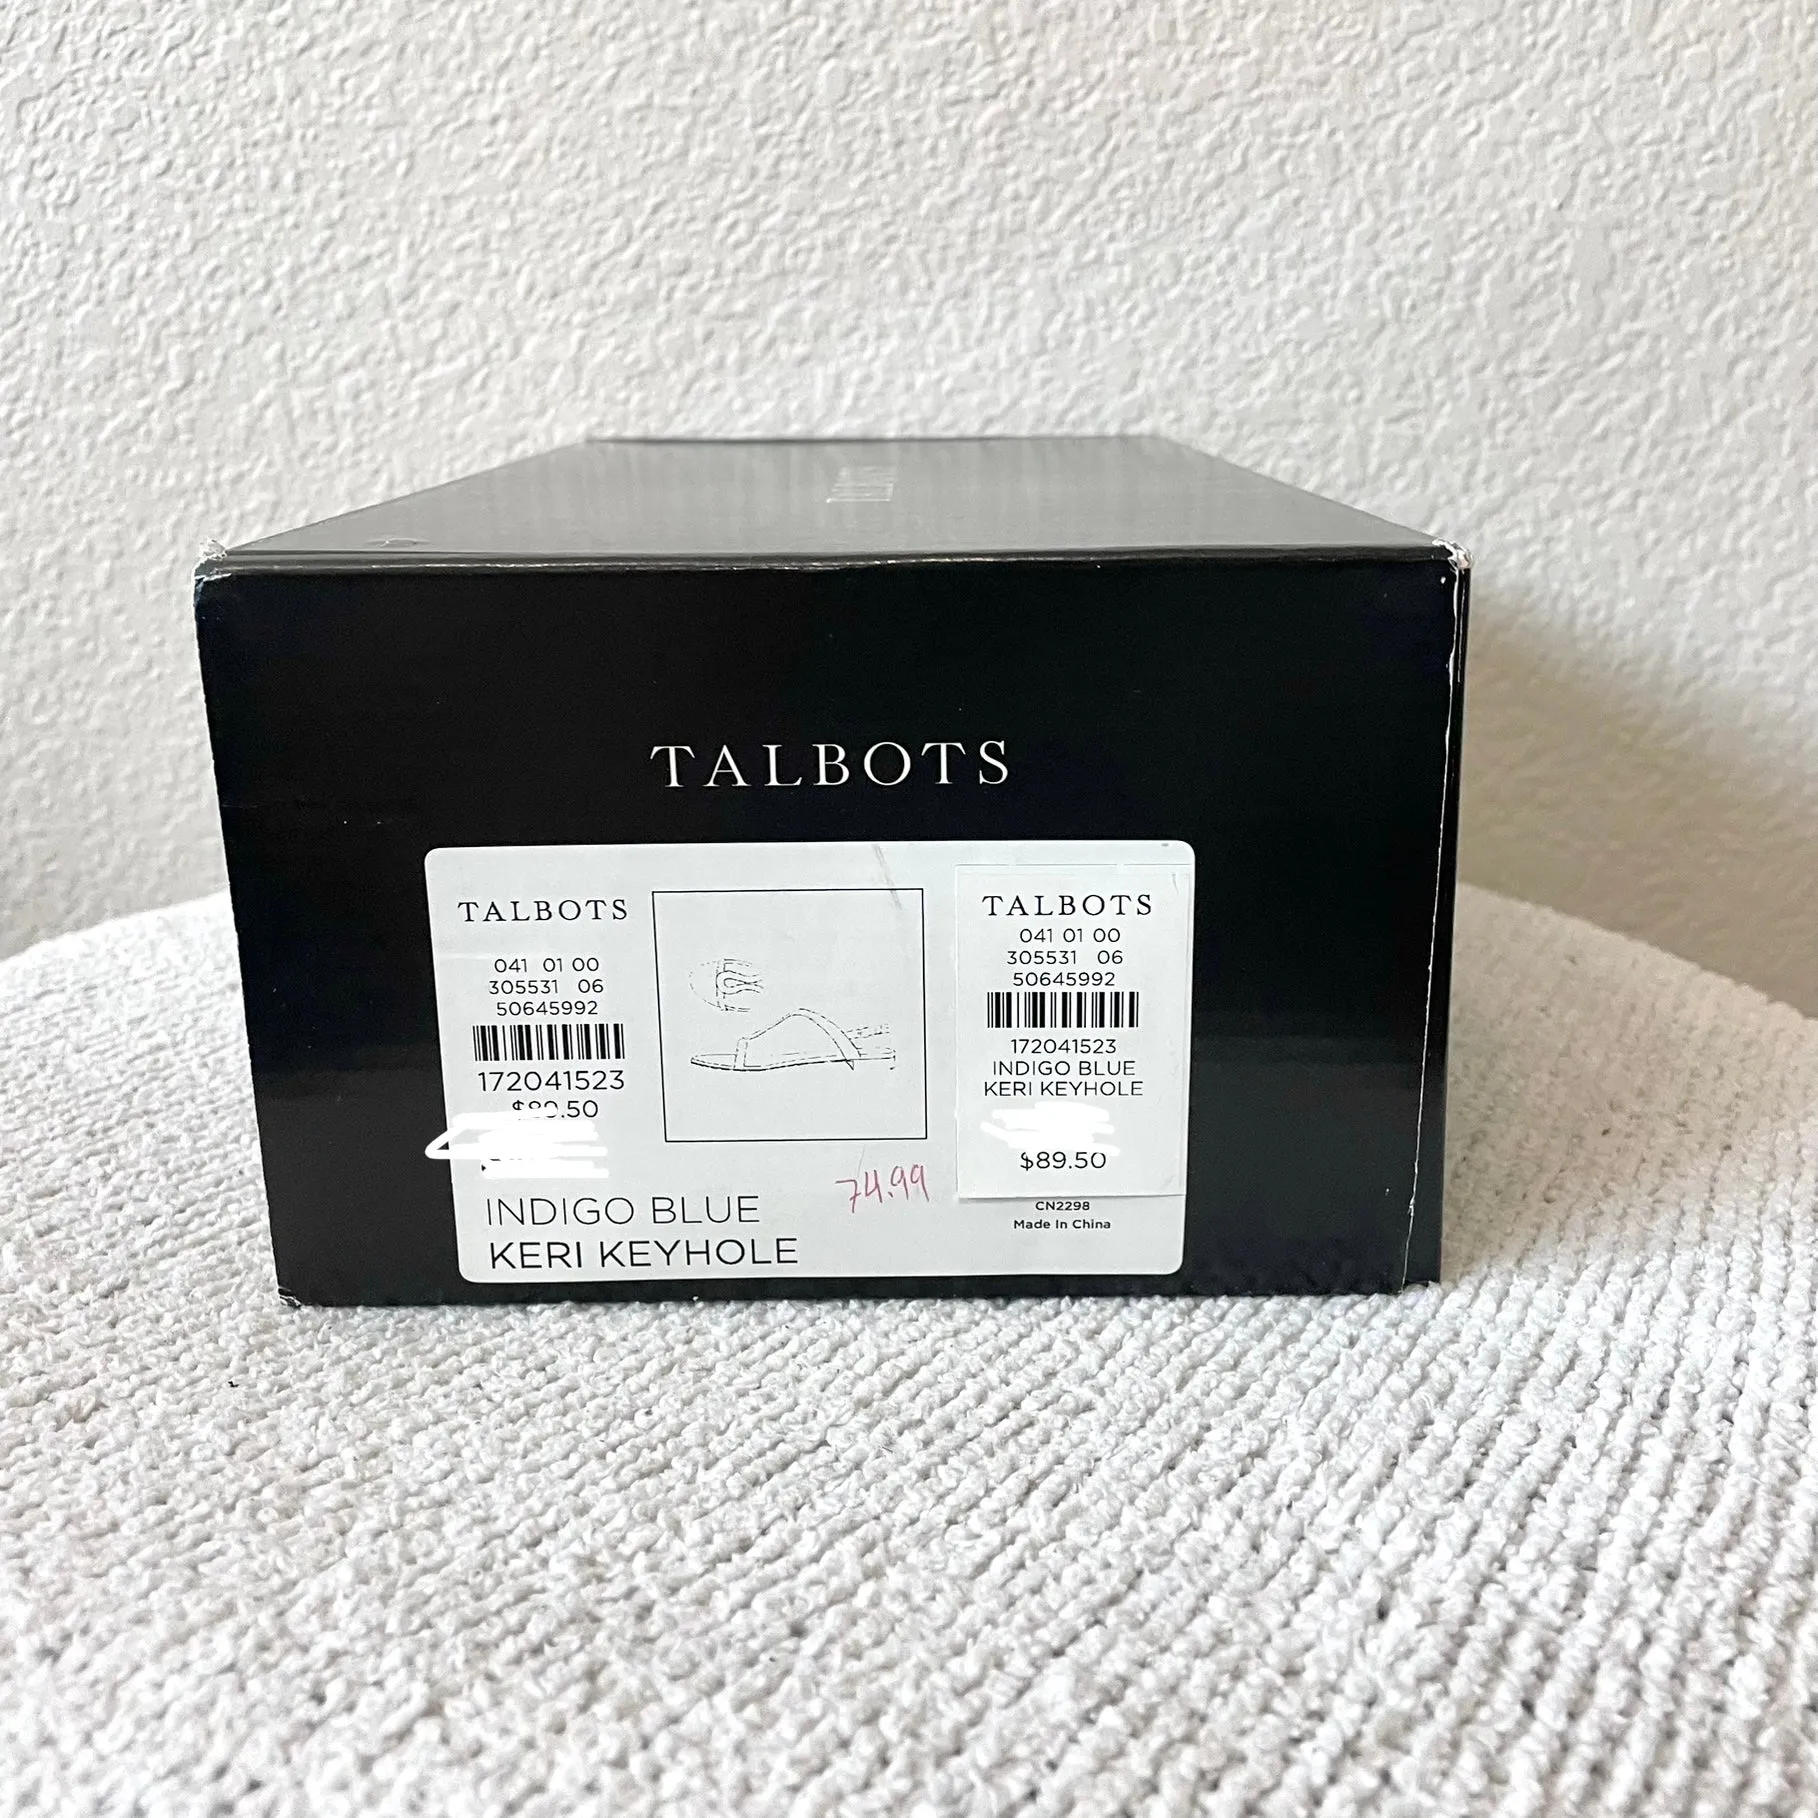 TALBOTS
TALBOTS
041 01 00
305531 06
50645992
172041523
$89.50
INDIGO BLUE
KERI KEYHOLE
74.99
TALBOTS
041 01 00
305531 06
50645992
172041523
INDIGO BLUE
KERI KEYHOLE
$89.50
CN2298
Made In China